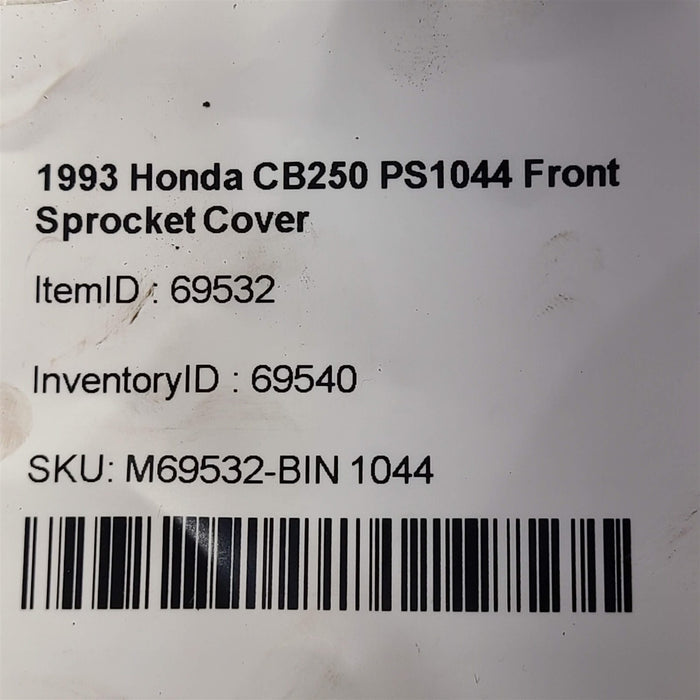 1993 Honda CB250 PS1044 Front
Sprocket Cover
ItemID : 69532
InventoryID : 69540
SKU: M69532-BIN 1044